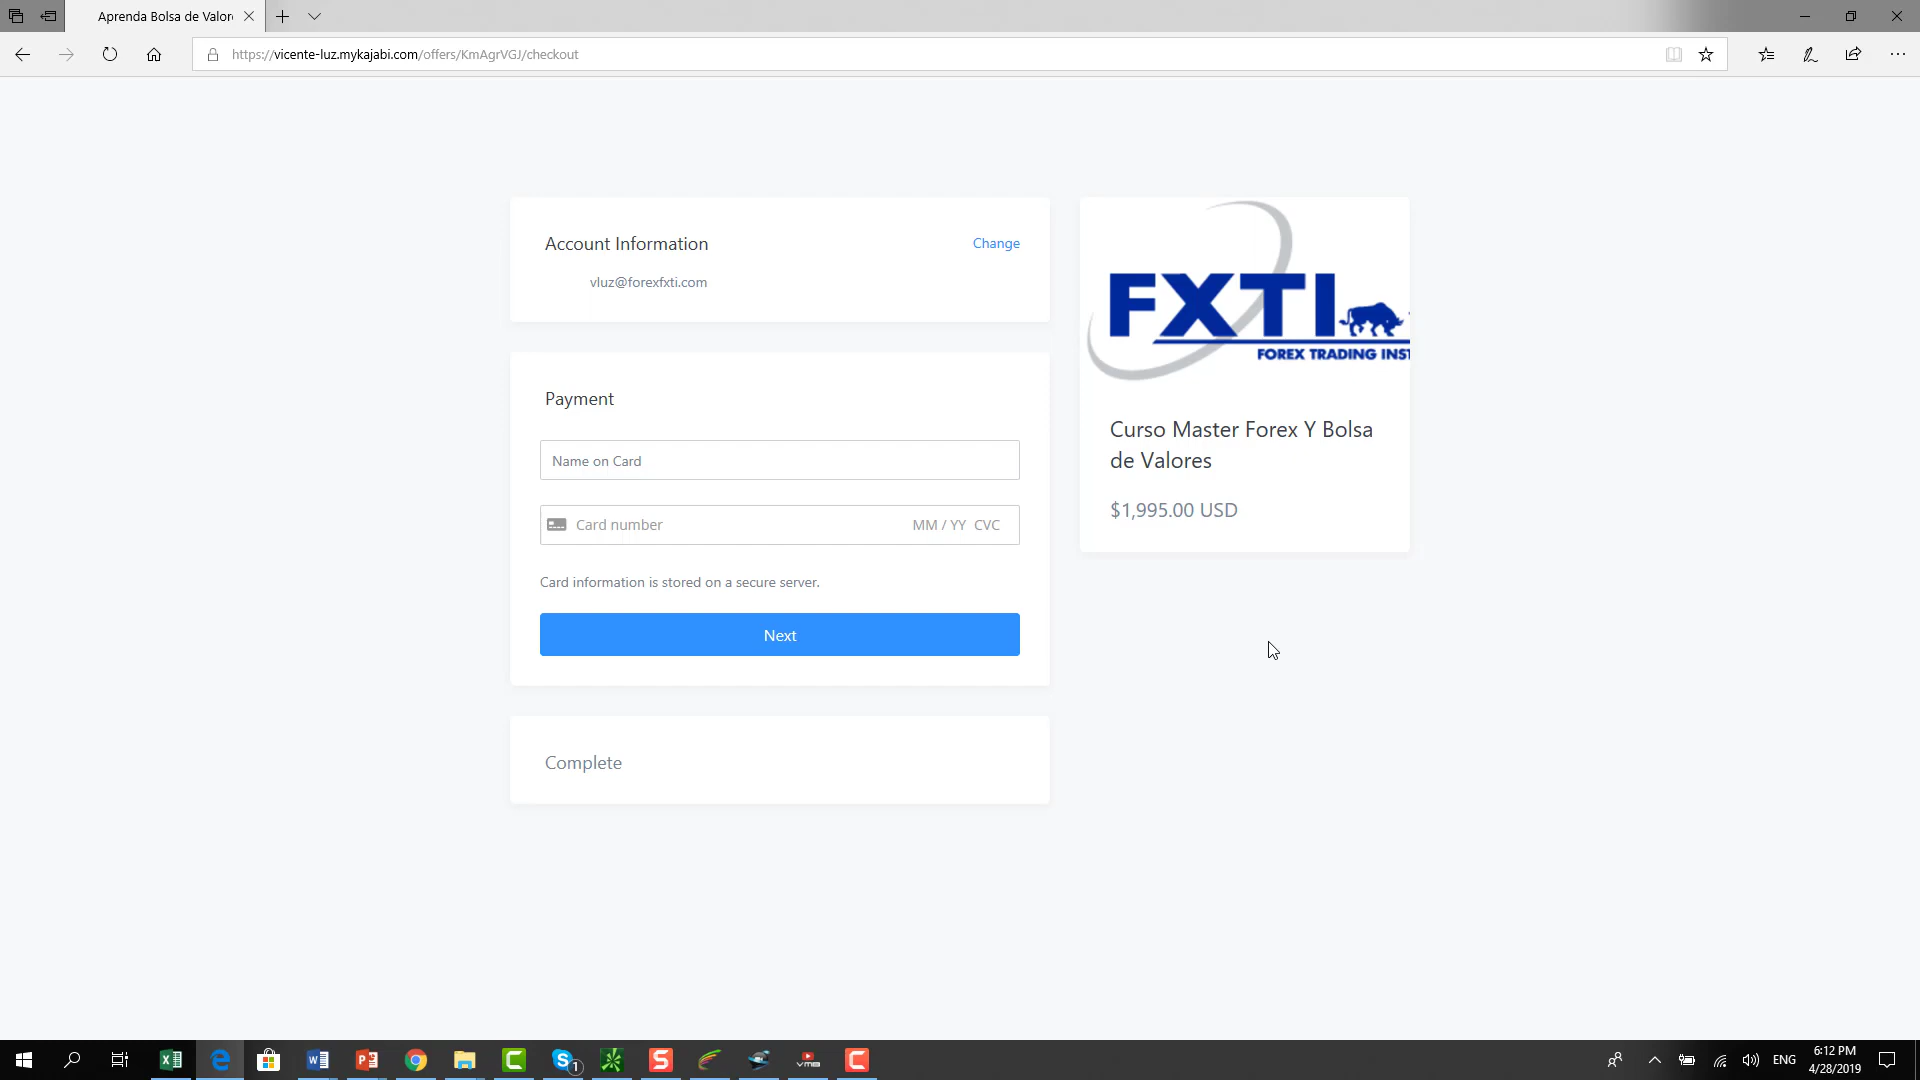 Aprenda Bolsa de Valor
https://vicente-luz.mykajabi.com/offers/KmAgrVGJ/checkout
Account Information
Change
vluz@forexfxti.com
Payment
Name on Card
Card number
MM / YY CVC
Card information is stored on a secure server.
Next
Complete
FXTI
FOREX TRADING INST
Curso Master Forex Y Bolsa
de Valores
$1,995.00 USD
1
ENG
6:12 PM
4/28/2019